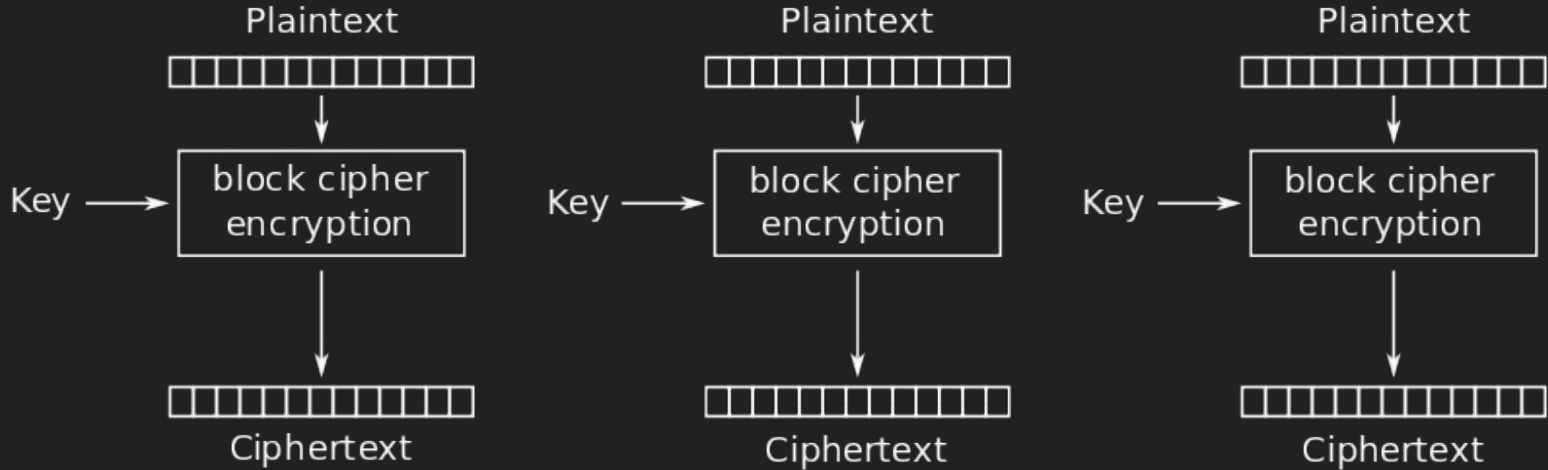 Plaintext
Plaintext
Plaintext
Key
block cipher
encryption
Key
block cipher
encryption
Key
block cipher
encryption
Ciphertext
Ciphertext
Ciphertext